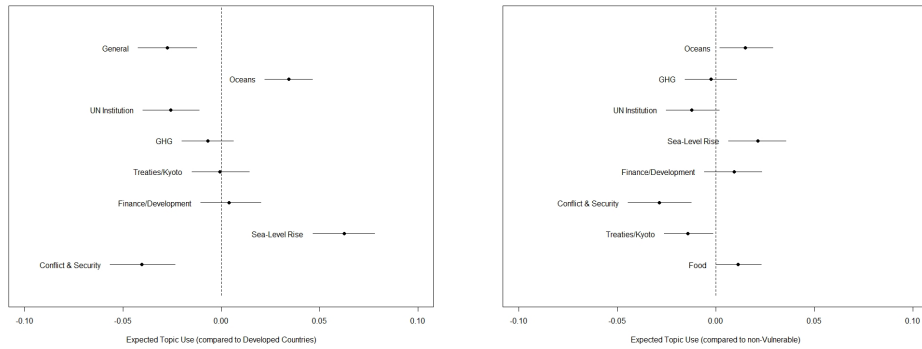 General
Oceans
UN Institution
GHG
Treaties/Kyoto
Finance/Development
Sea-Level Rise
Conflict & Security
-0.10 -0.05 0.00 0.05 0.10
Expected Topic Use (compared to Developed Countries)
Oceans
GHG
UN Institution
Sea-Level Rise
Finance/Development
Conflict & Security
Treaties/Kyoto
Food
-0.10 -0.05 0.00 0.05 0.10
Expected Topic Use (compared to non-Vulnerable)